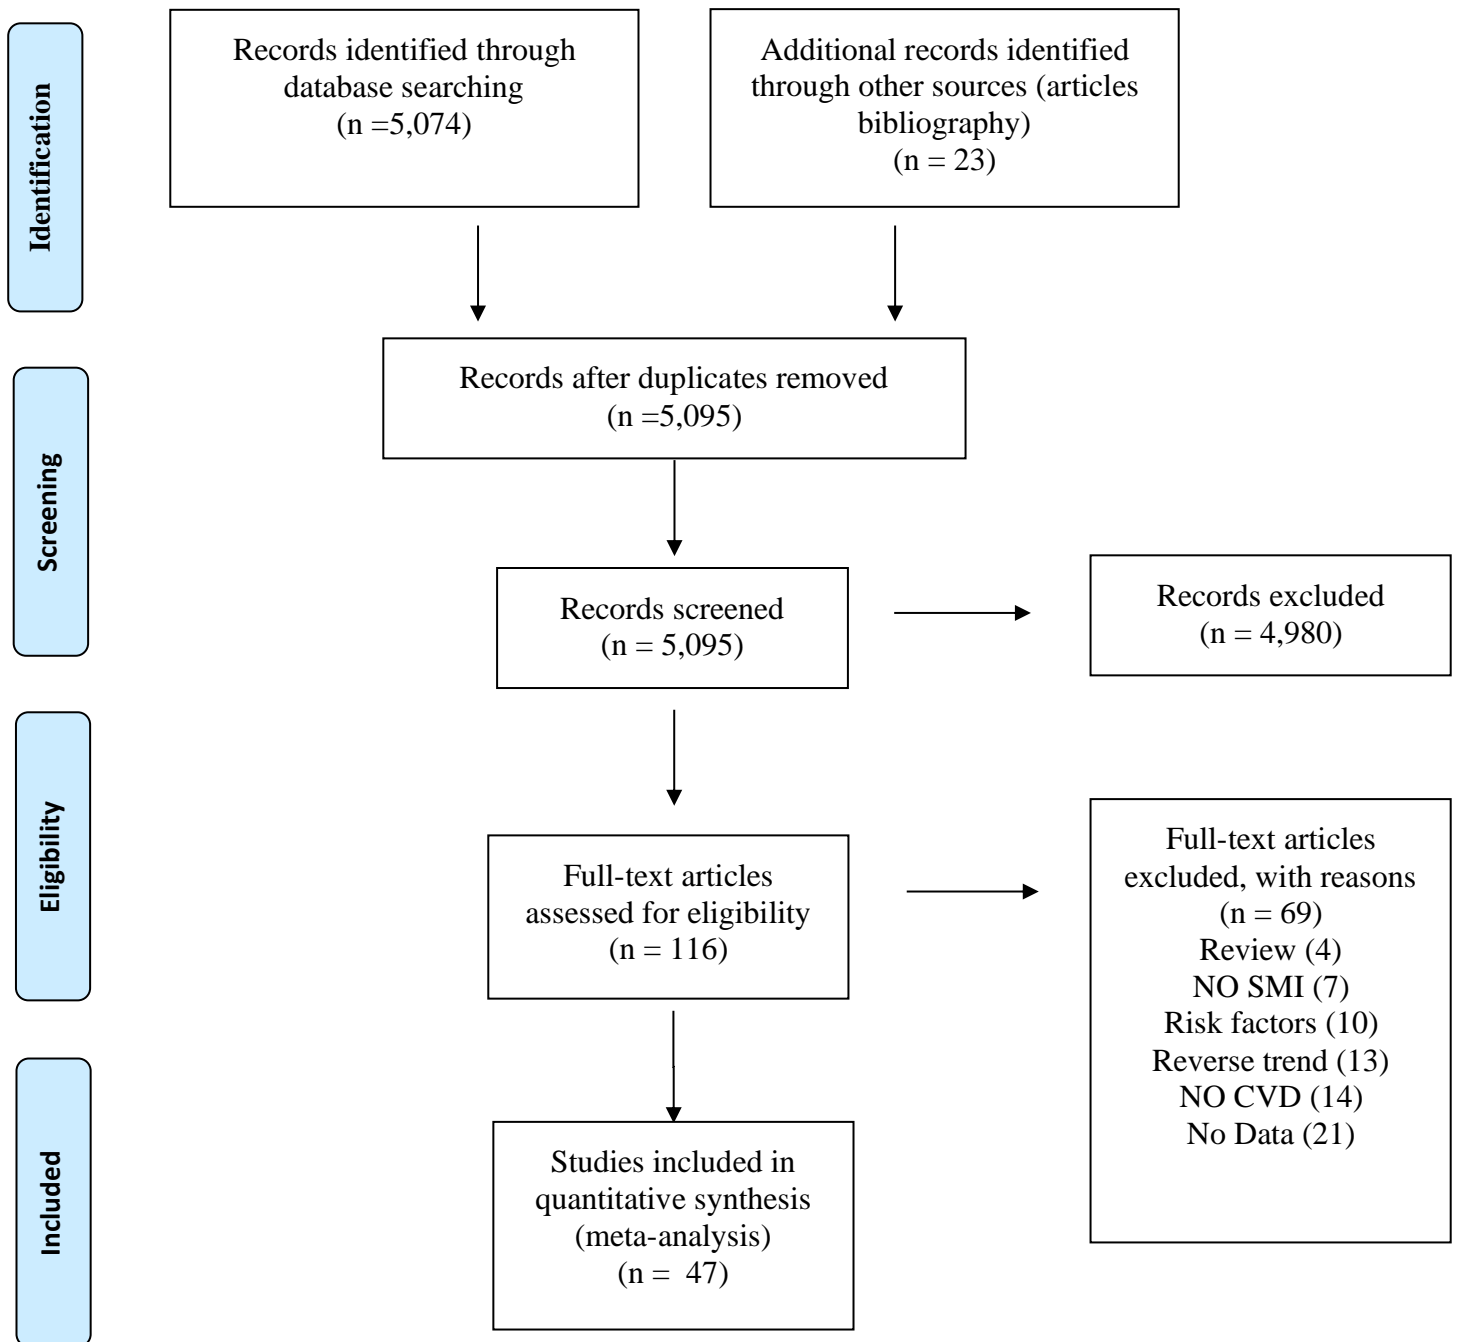 Identification
Records identified through
database searching
(n =5,074)
Additional records identified
through other sources (articles
bibliography)
(n = 23)
Records after duplicates removed
(n =5,095)
Screening
Records screened
(n = 5,095)
Records excluded
(n = 4,980)
Eligibility
Full-text articles
assessed for eligibility
(n = 116)
Full-text articles
excluded, with reasons
(n = 69)
Review (4)
NO SMI (7)
Risk factors (10)
Reverse trend (13)
NO CVD (14)
No Data (21)
Included
Studies included in
quantitative synthesis
(meta-analysis)
(n =  47)